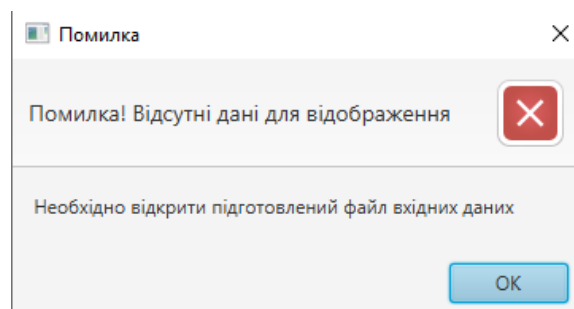 Помилка
Помилка! Відсутні дані для відображення
Необхідно відкрити підготовлений файл вхідних даних
OK